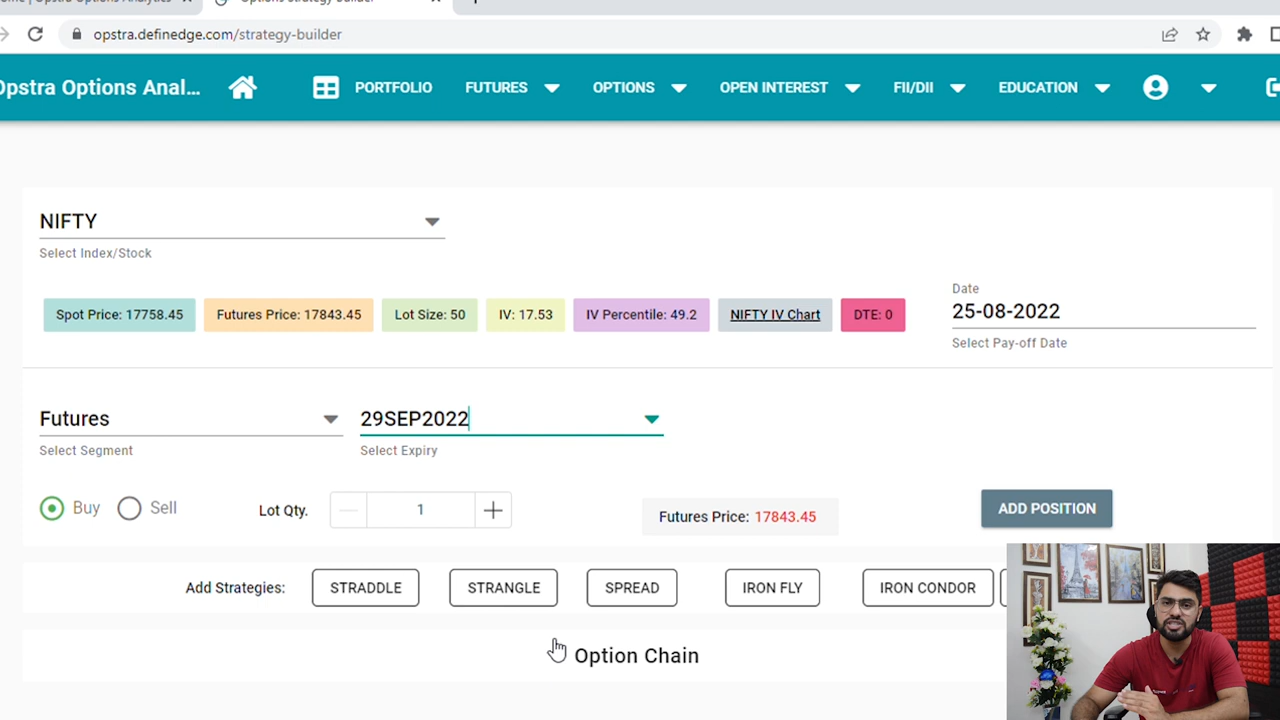 opstra.definedge.com/strategy-builder
Opstra Options Anal... PORTFOLIO FUTURES OPTIONS OPEN INTEREST FII/DII EDUCATION
NIFTY
Select Index/Stock
Spot Price: 17758.45 Futures Price: 17843.45 Lot Size: 50 IV: 17.53 IV Percentile: 49.2 NIFTY IV Chart DTE: 0
Date
25-08-2022
Select Pay-off Date
Futures 29SEP2022
Select Segment Select Expiry
Buy Sell Lot Qty. 1 Futures Price: 17843.45 ADD POSITION
Add Strategies: STRADDLE STRANGLE SPREAD IRON FLY IRON CONDOR
Option Chain